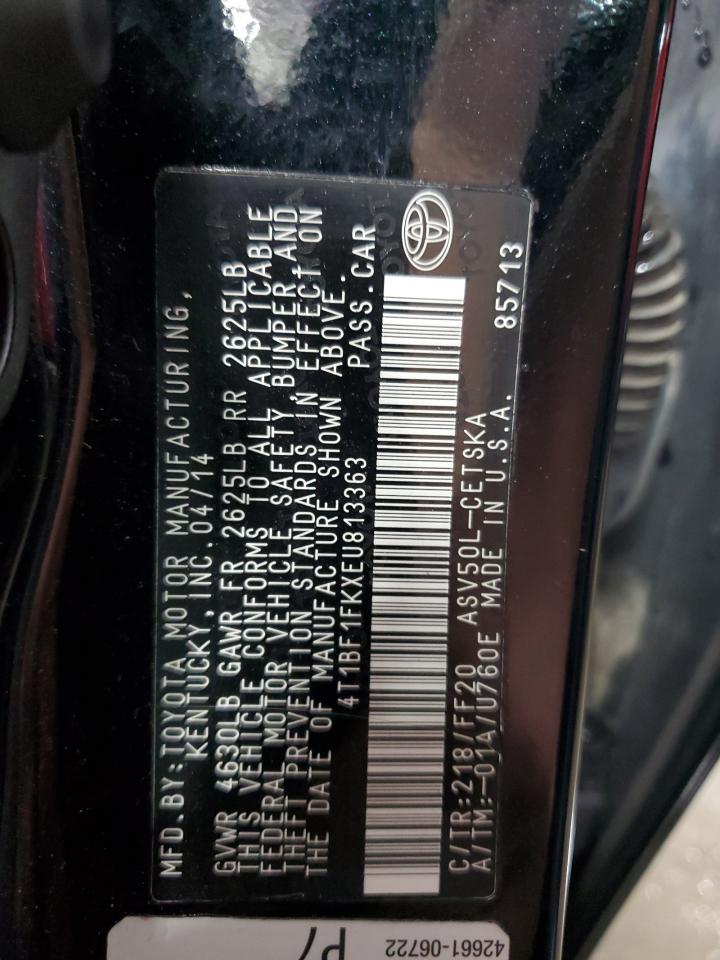 MFD.BY:TOYOTA MOTOR MANUFACTURING,
KENTUCKY, INC. 04/14
GVWR 4630LB GAWR FR 2625LB RR 2625LB
THIS VEHICLE CONFORMS TO ALL APPLICABLE
FEDERAL MOTOR VEHICLE SAFETY, BUMPER, AND
THEFT PREVENTION STANDARDS IN EFFECT ON
THE DATE OF MANUFACTURE SHOWN ABOVE.
4T1BF1FKXEU813363 PASS.CAR
C/TR:218/FF20 ASV50L-CETSKA
A/TM:-01A/U760E MADE IN U.S.A. 85713
42661-06722